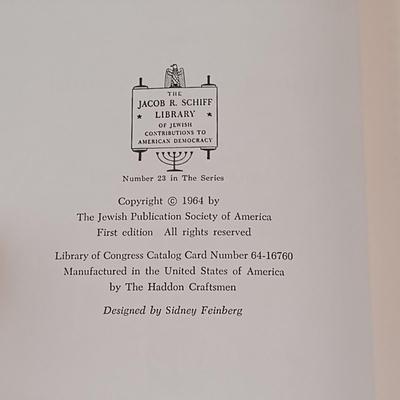 THE
JACOB R. SCHIFF
* LIBRARY *
OF JEWISH
CONTRIBUTIONS TO
AMERICAN DEMOCRACY
Number 23 in The Series
Copyright © 1964 by
The Jewish Publication Society of America
First edition All rights reserved
Library of Congress Catalog Card Number 64-16760
Manufactured in the United States of America
by The Haddon Craftsmen
Designed by Sidney Feinberg